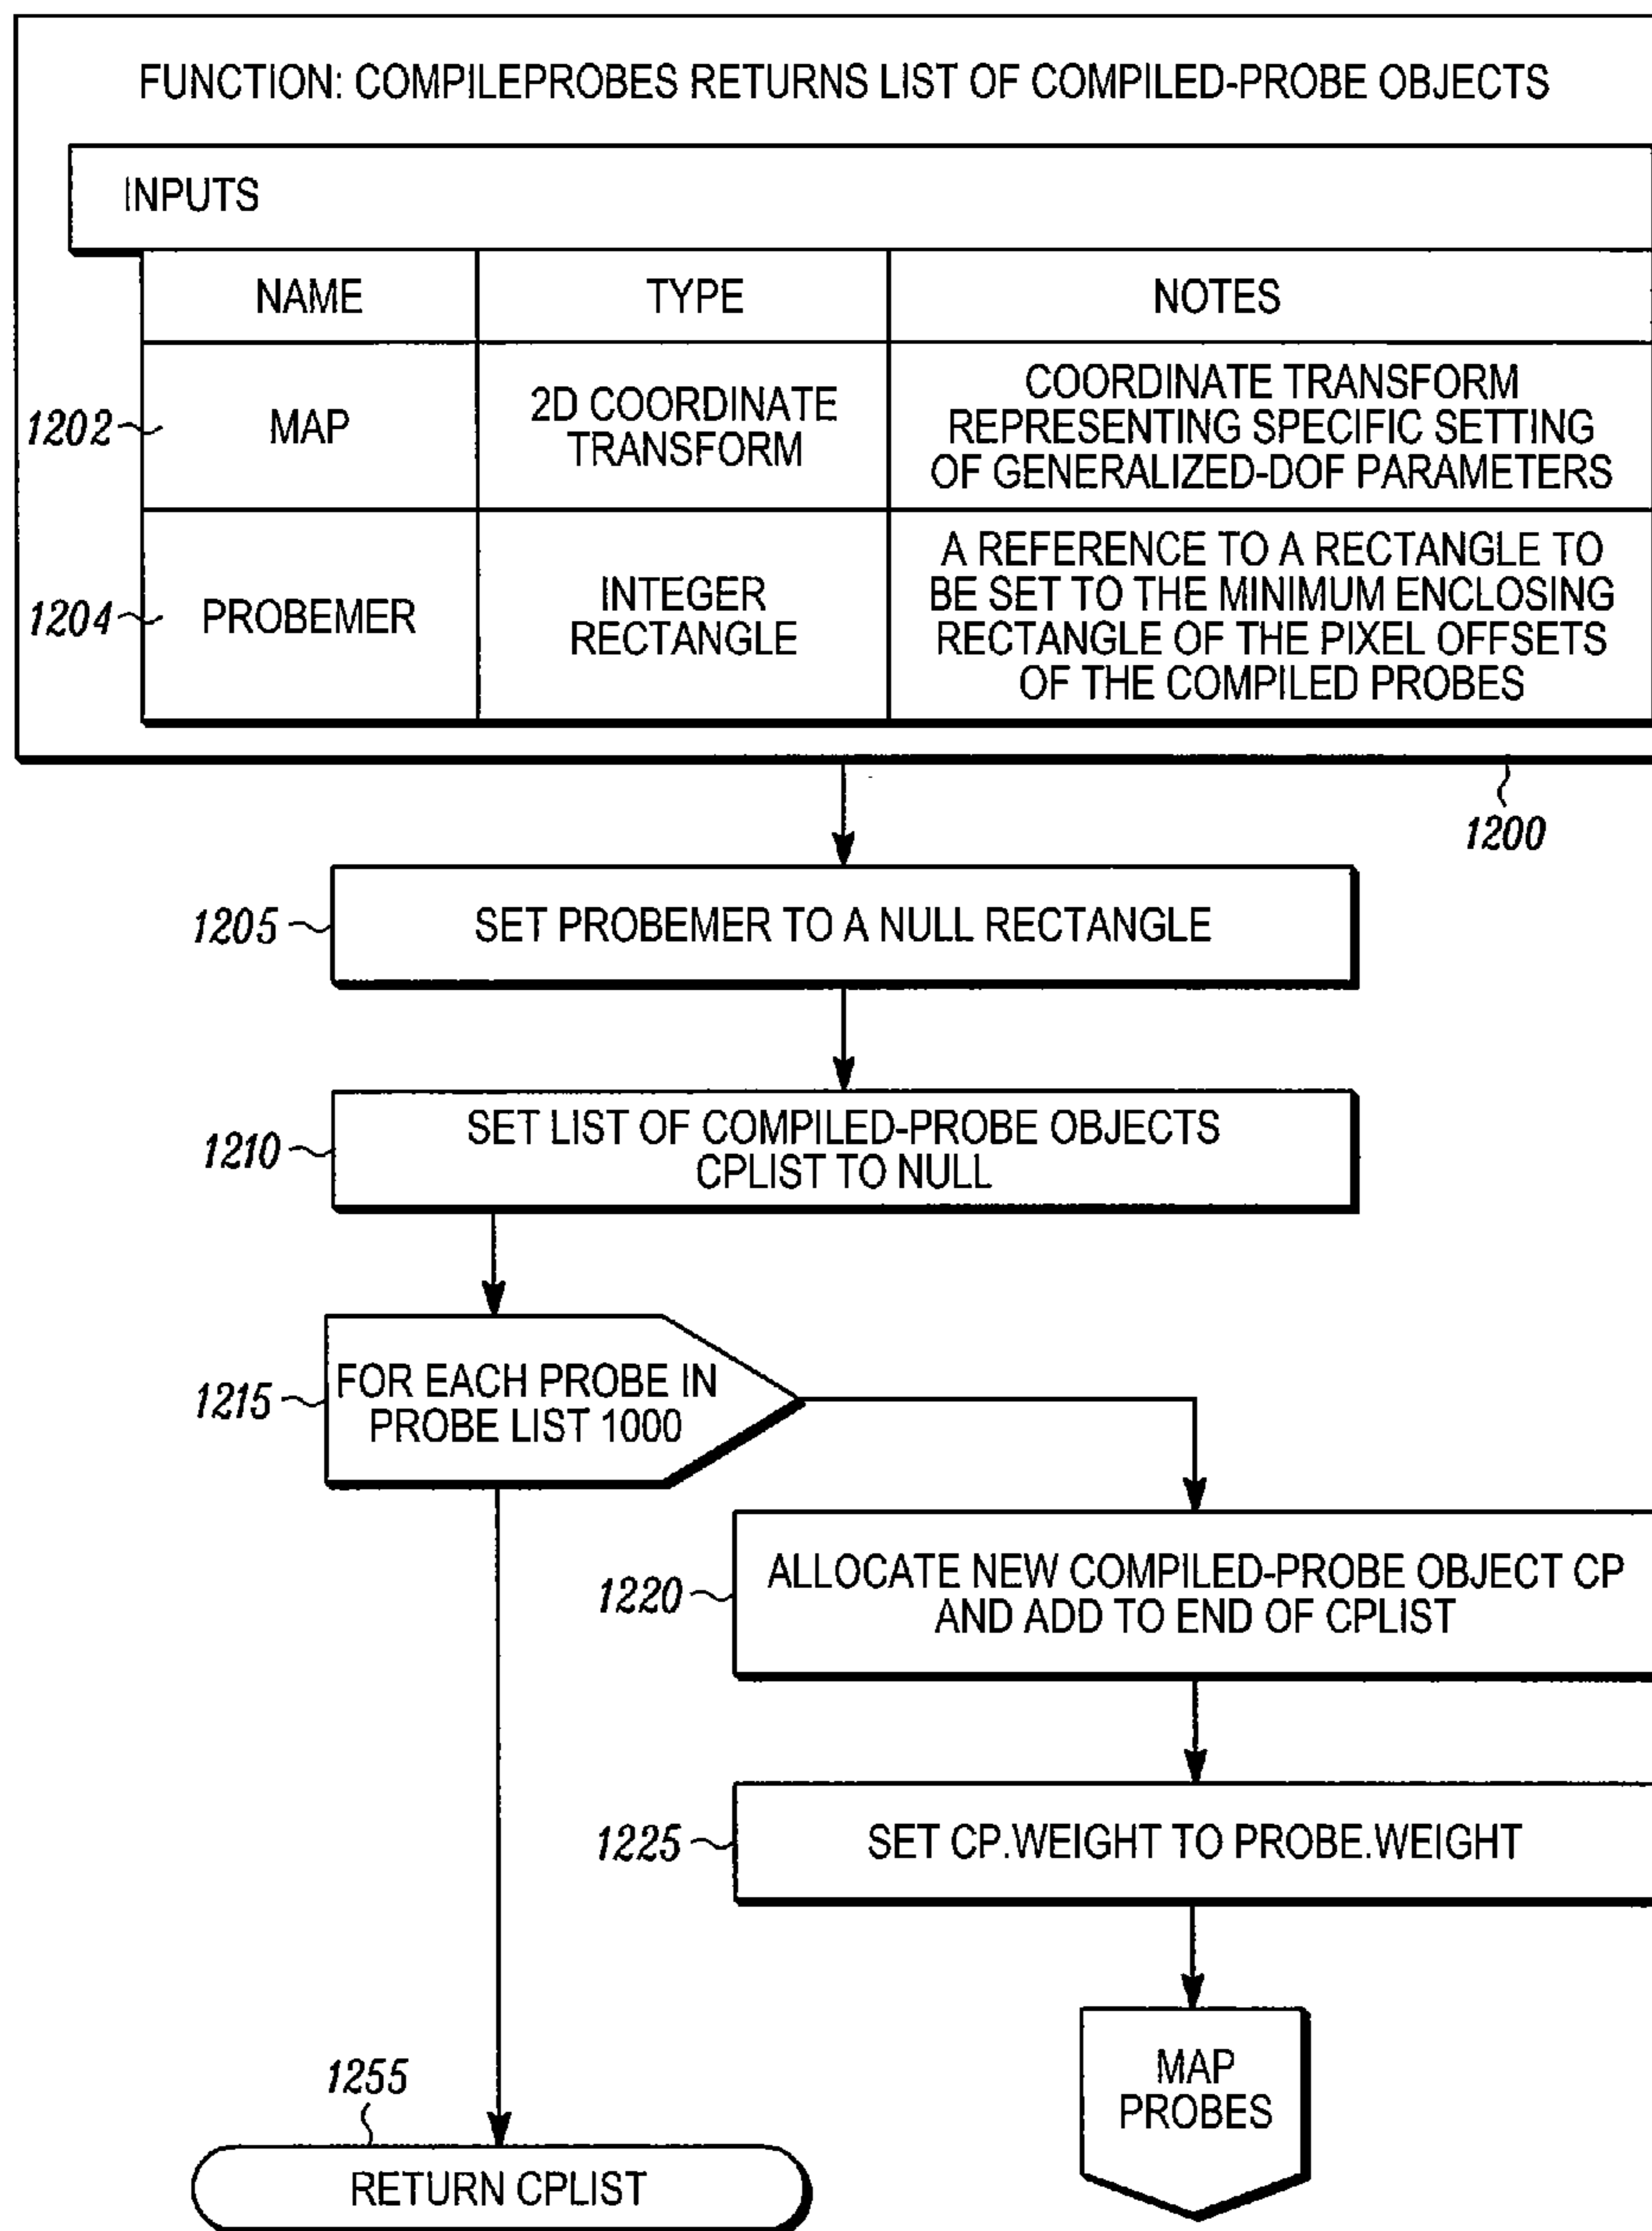 FUNCTION: COMPILEPROBES RETURNS LIST OF COMPILED-PROBE OBJECTS
INPUTS
NAME
TYPE
NOTES
1202
MAP
2D COORDINATE
TRANSFORM
COORDINATE TRANSFORM
REPRESENTING SPECIFIC SETTING
OF GENERALIZED-DOF PARAMETERS
1204
PROBEMER
INTEGER
RECTANGLE
A REFERENCE TO A RECTANGLE TO
BE SET TO THE MINIMUM ENCLOSING
RECTANGLE OF THE PIXEL OFFSETS
OF THE COMPILED PROBES
1200
1205
SET PROBEMER TO A NULL RECTANGLE
1210
SET LIST OF COMPILED-PROBE OBJECTS
CPLIST TO NULL
1215
FOR EACH PROBE IN
PROBE LIST 1000
1220
ALLOCATE NEW COMPILED-PROBE OBJECT CP
AND ADD TO END OF CPLIST
1225
SET CP.WEIGHT TO PROBE.WEIGHT
MAP
PROBES
1255
RETURN CPLIST